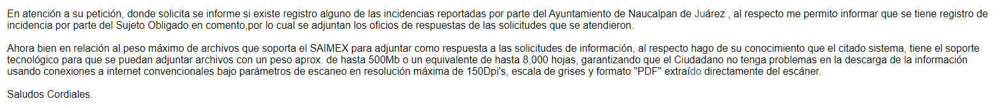 En atención a su petición, donde solicita se informe si existe registro alguno de las incidencias reportadas por parte del Ayuntamiento de Naucalpan de Juárez , al respecto me permito informar que se tiene registro de
incidencia por parte del Sujeto Obligado en comento,por lo cual se adjuntan los oficios de respuestas de las solicitudes que se atendieron.
Ahora bien en relación al peso máximo de archivos que soporta el SAIMEX para adjuntar como respuesta a las solicitudes de información, al respecto hago de su conocimiento que el citado sistema, tiene el soporte
tecnológico para que se puedan adjuntar archivos con un peso aprox. de hasta 500Mb o un equivalente de hasta 8,000 hojas, garantizando que el Ciudadano no tenga problemas en la descarga de la información
usando conexiones a internet convencionales bajo parámetros de escaneo en resolución máxima de 150Dpi's, escala de grises y formato "PDF" extraído directamente del escáner.
Saludos Cordiales.